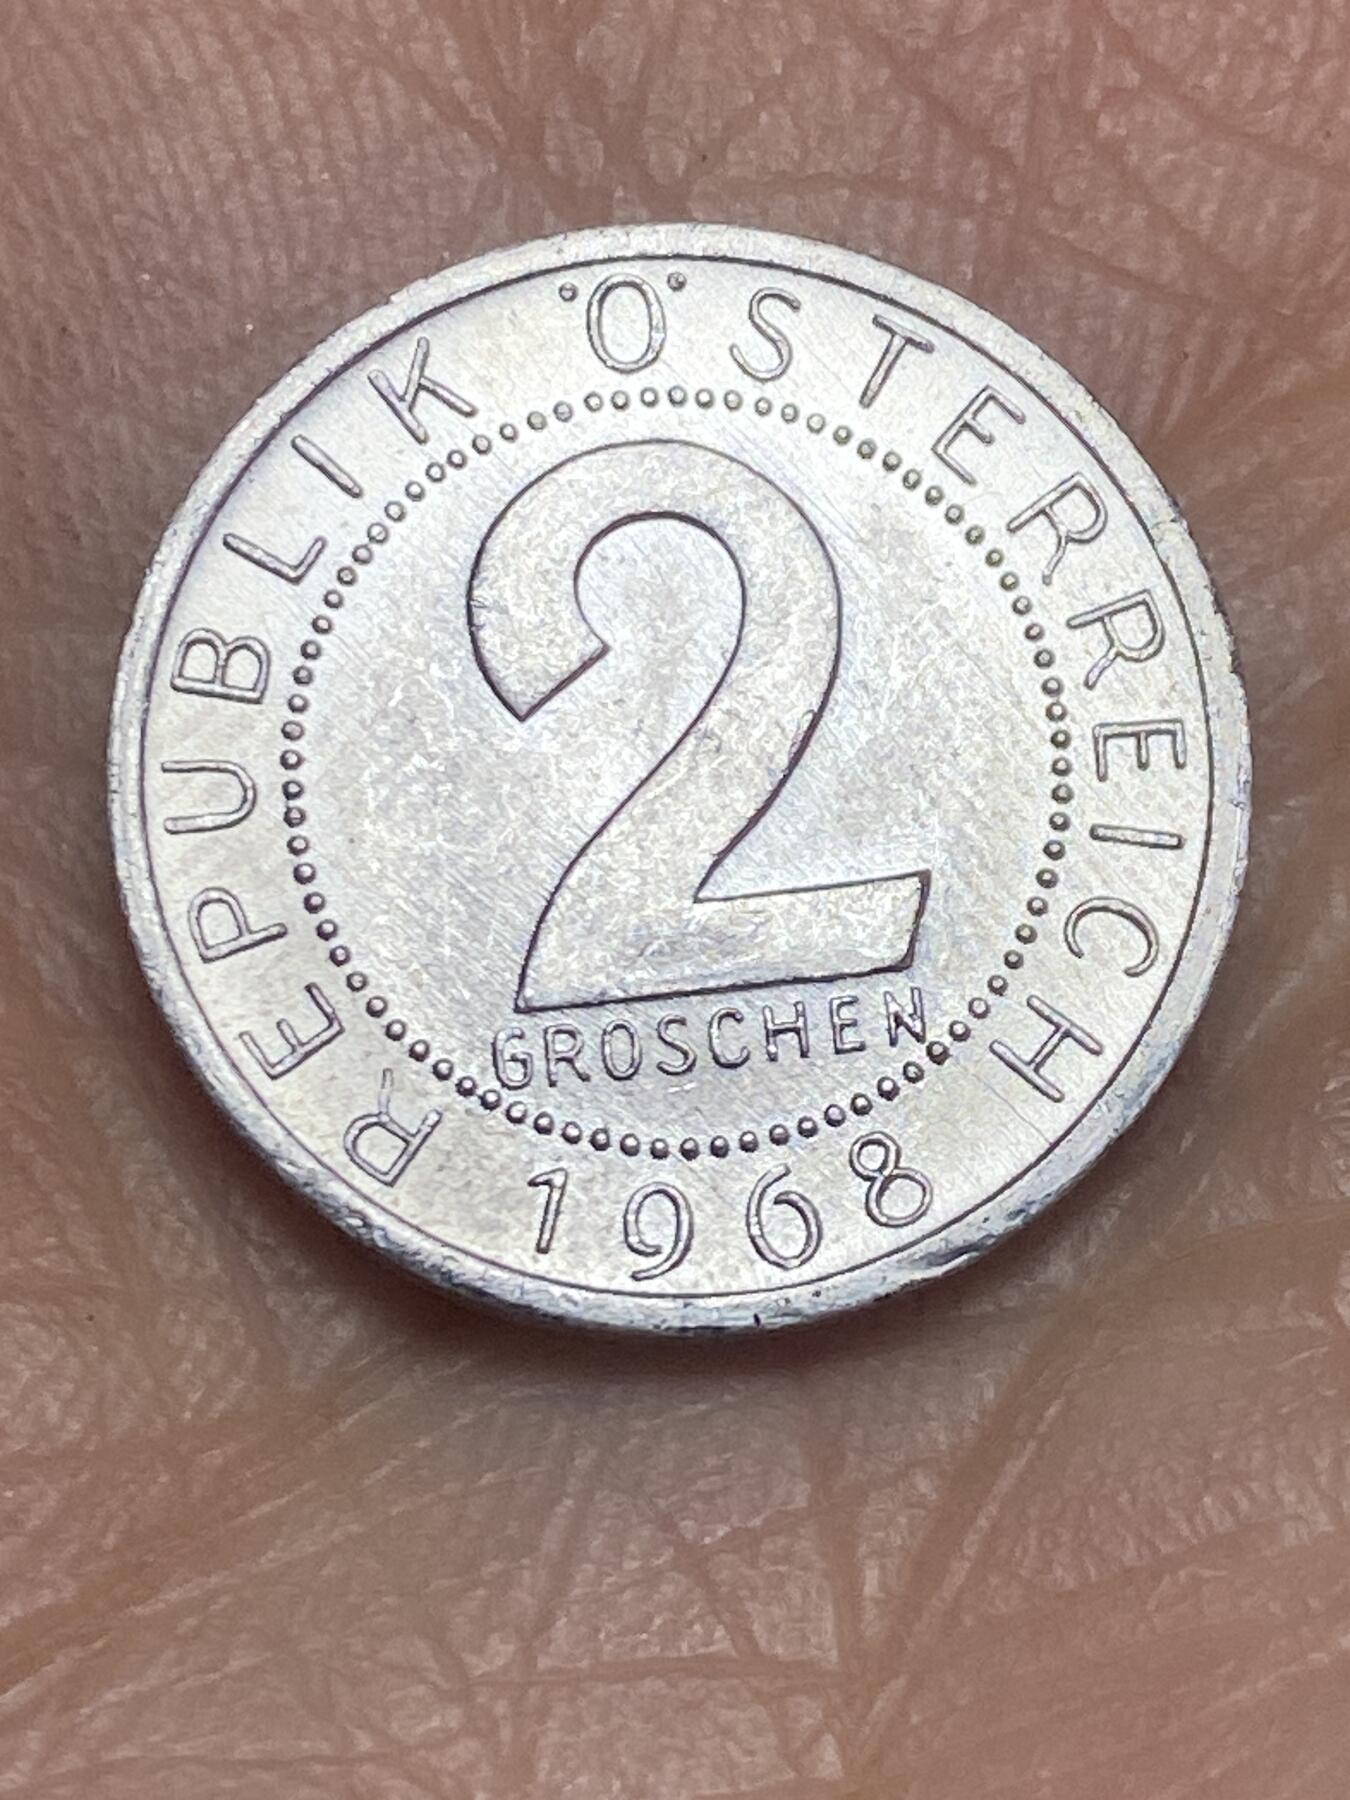 REPUBLIK ÖSTERREICH
2
GROSCHEN
1968